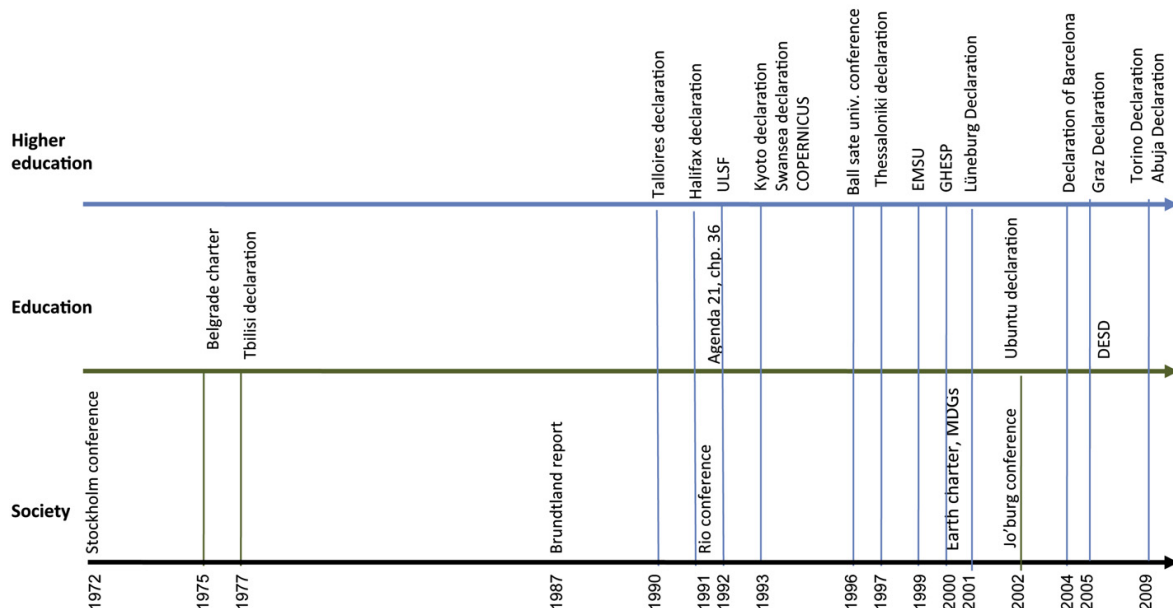 Higher
education
Talloires declaration
Halifax declaration
ULSF
Kyoto declaration
Swansea declaration
COPERNICUS
Ball sate univ. conference
Thessaloniki declaration
EMSU
GHESP
Lüneburg Declaration
Declaration of Barcelona
Graz Declaration
Torino Declaration
Abuja Declaration
Education
Belgrade charter
Tbilisi declaration
Agenda 21, chp. 36
Ubuntu declaration
DESD
Society
Stockholm conference
Brundtland report
Rio conference
Earth charter, MDGs
Jo'burg conference
1972
1975
1977
1987
1990
1991
1992
1993
1996
1997
1999
2000
2001
2002
2004
2005
2009